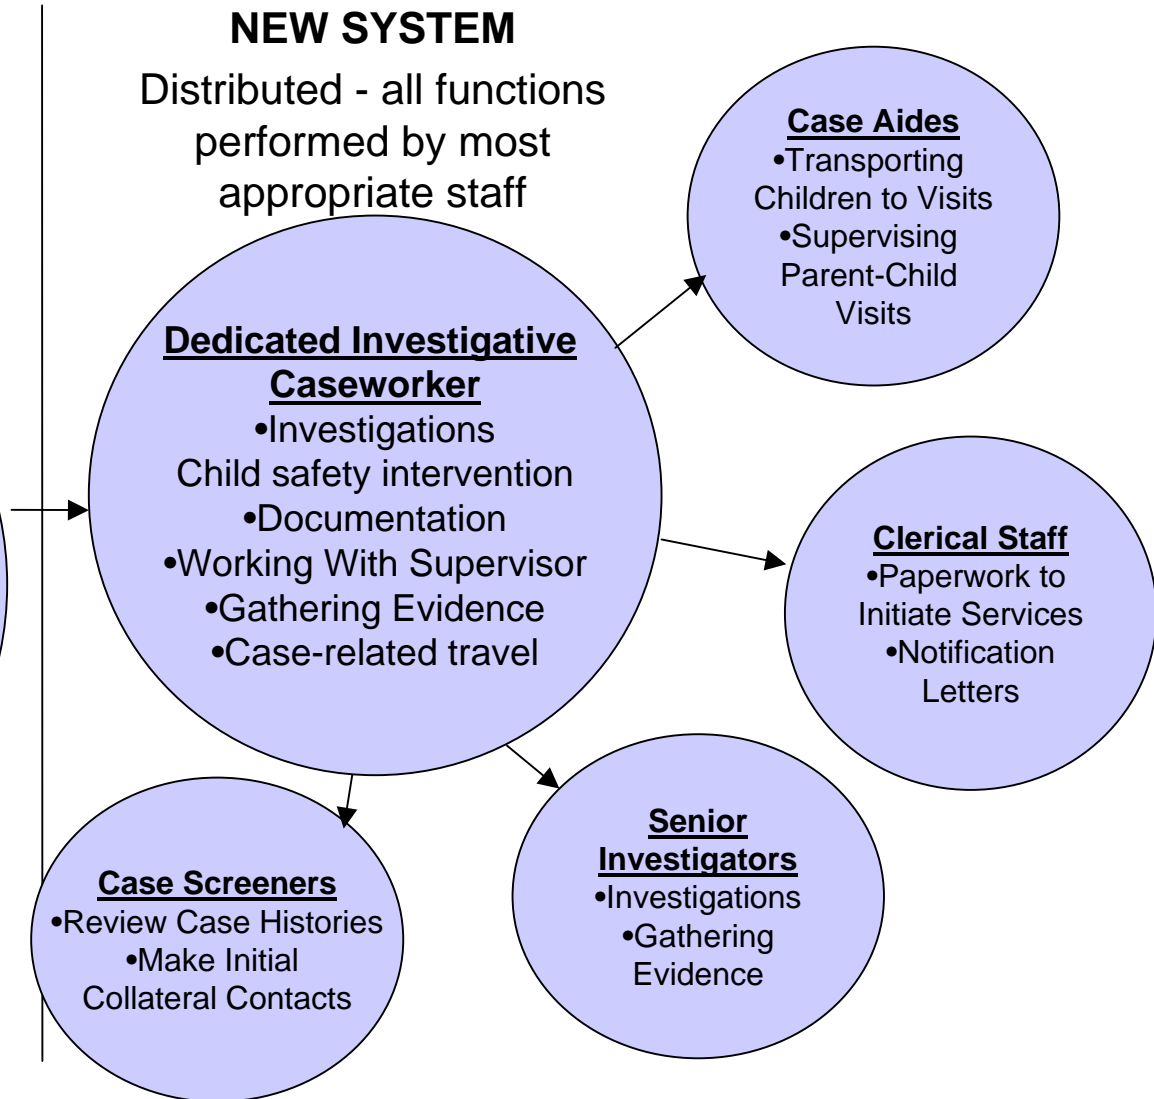 NEW SYSTEM
Distributed - all functions
performed by most
appropriate staff
Case Aides
•Transporting
Children to Visits
•Supervising
Parent-Child
Visits
Dedicated Investigative
Caseworker
•Investigations
Child safety intervention
•Documentation
•Working With Supervisor
•Gathering Evidence
•Case-related travel
Clerical Staff
•Paperwork to
Initiate Services
•Notification
Letters
Senior
Investigators
•Investigations
•Gathering
Evidence
Case Screeners
•Review Case Histories
•Make Initial
Collateral Contacts